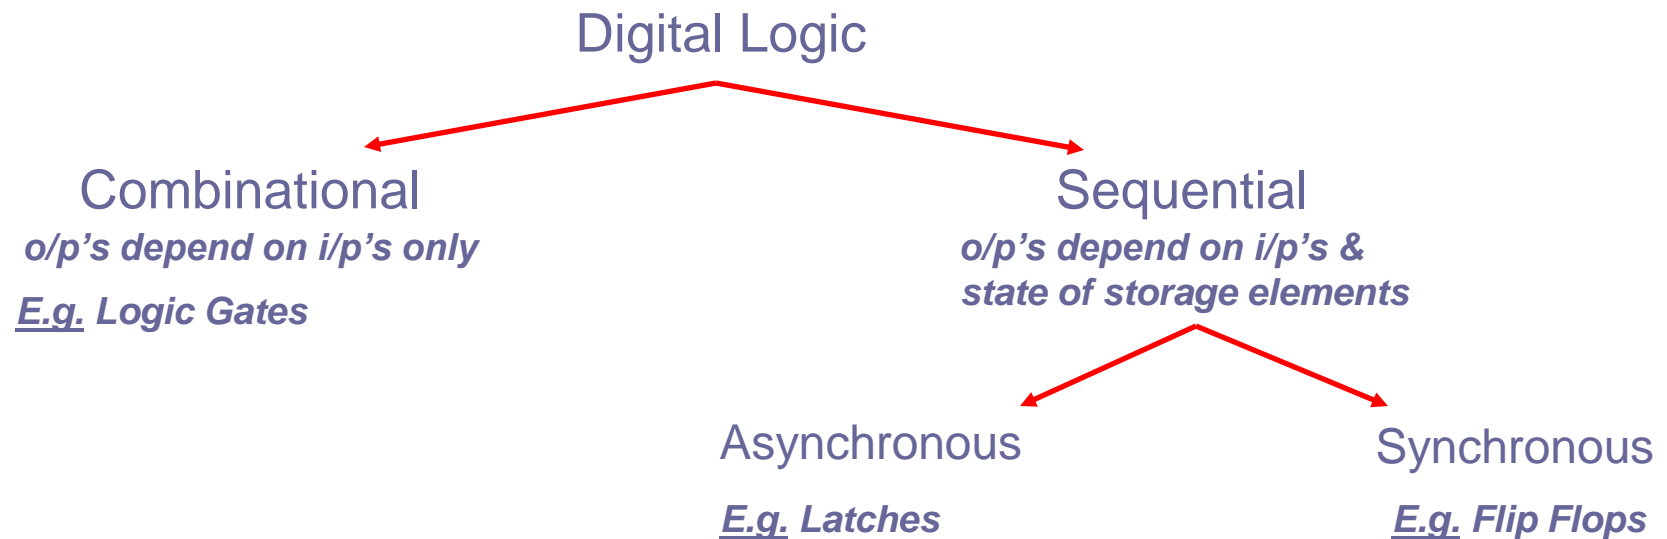 Digital Logic
Combinational
o/p’s depend on i/p’s only
E.g. Logic Gates
Sequential
o/p’s depend on i/p’s &
state of storage elements
Asynchronous
E.g. Latches
Synchronous
E.g. Flip Flops